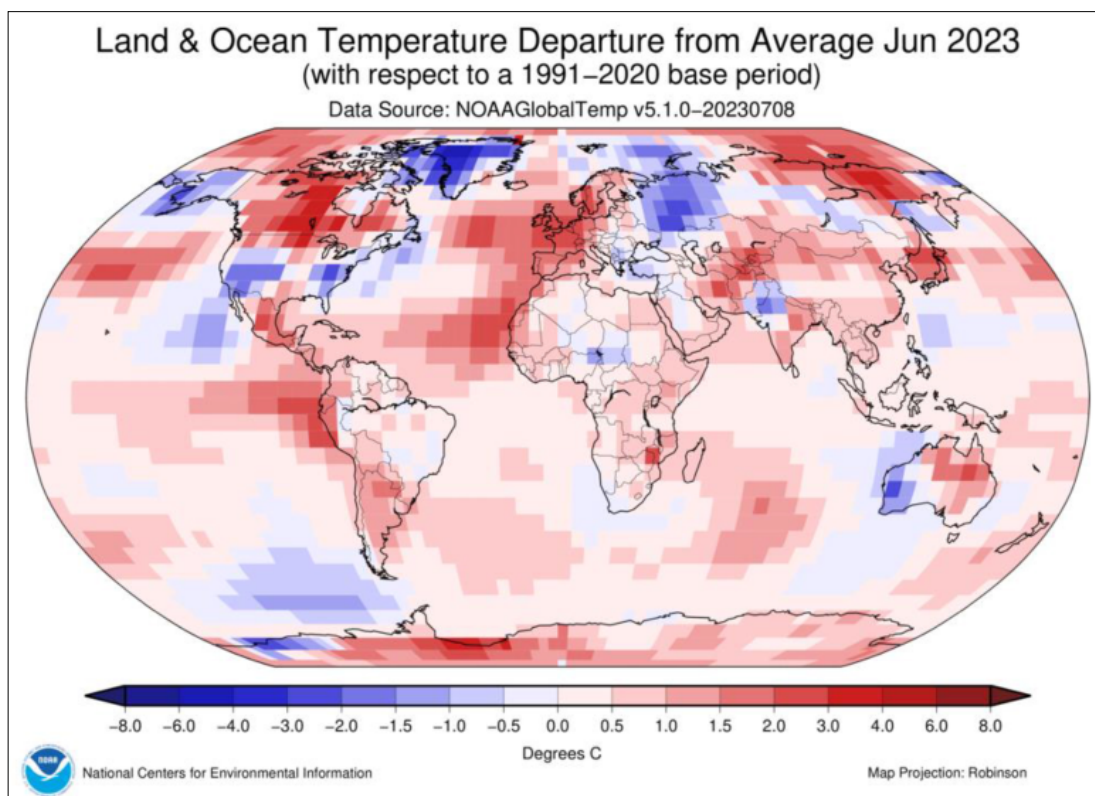 Land & Ocean Temperature Departure from Average Jun 2023
(with respect to a 1991−2020 base period)
Data Source: NOAAGlobalTemp v5.1.0−20230708
−8.0 −6.0 −4.0 −3.0 −2.0 −1.5 −1.0 −0.5 0.0 0.5 1.0 1.5 2.0 3.0 4.0 6.0 8.0
Degrees C
NOAA
National Centers for Environmental Information
Map Projection: Robinson